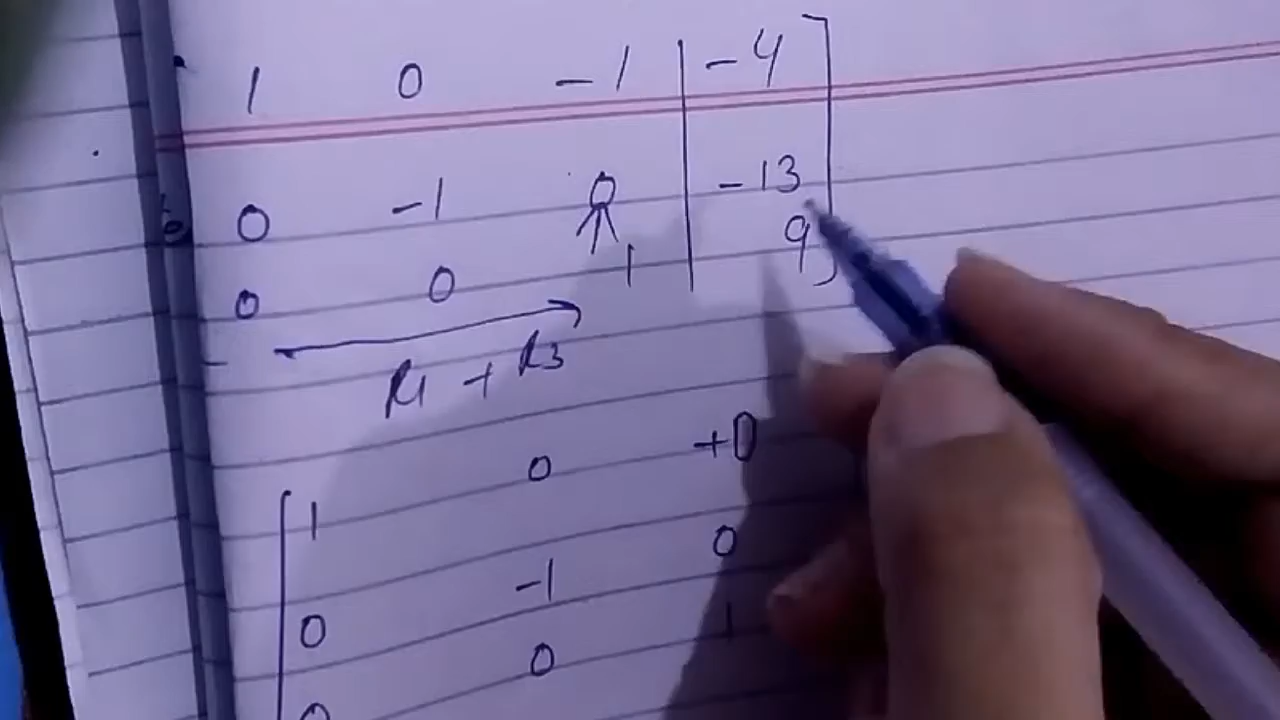 1 0 -1 | -4
0 -1 0 | -13
0 0 1 | 9
R1 + R3
1 0 +0
0 -1 0
0 0 1